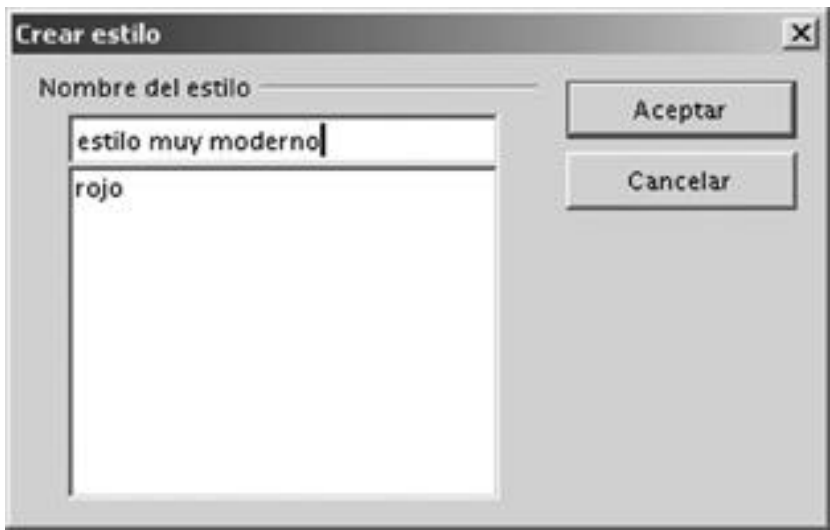 Crear estilo
Nombre del estilo
estilo muy moderno
rojo
Aceptar
Cancelar